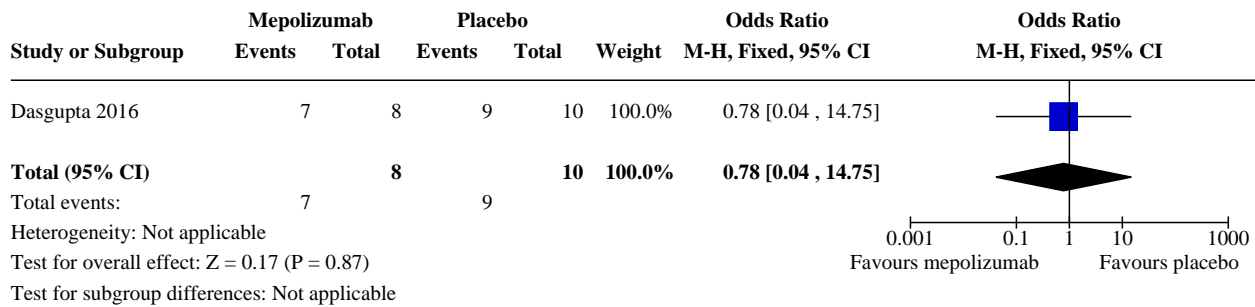 Mepolizumab Placebo Odds Ratio Odds Ratio
Study or Subgroup Events Total Events Total Weight M-H, Fixed, 95% CI M-H, Fixed, 95% CI
Dasgupta 2016 7 8 9 10 100.0% 0.78 [0.04 , 14.75]
Total (95% CI) 8 10 100.0% 0.78 [0.04 , 14.75]
Total events: 7 9
Heterogeneity: Not applicable 0.001 0.1 1 10 1000
Test for overall effect: Z = 0.17 (P = 0.87) Favours mepolizumab Favours placebo
Test for subgroup differences: Not applicable